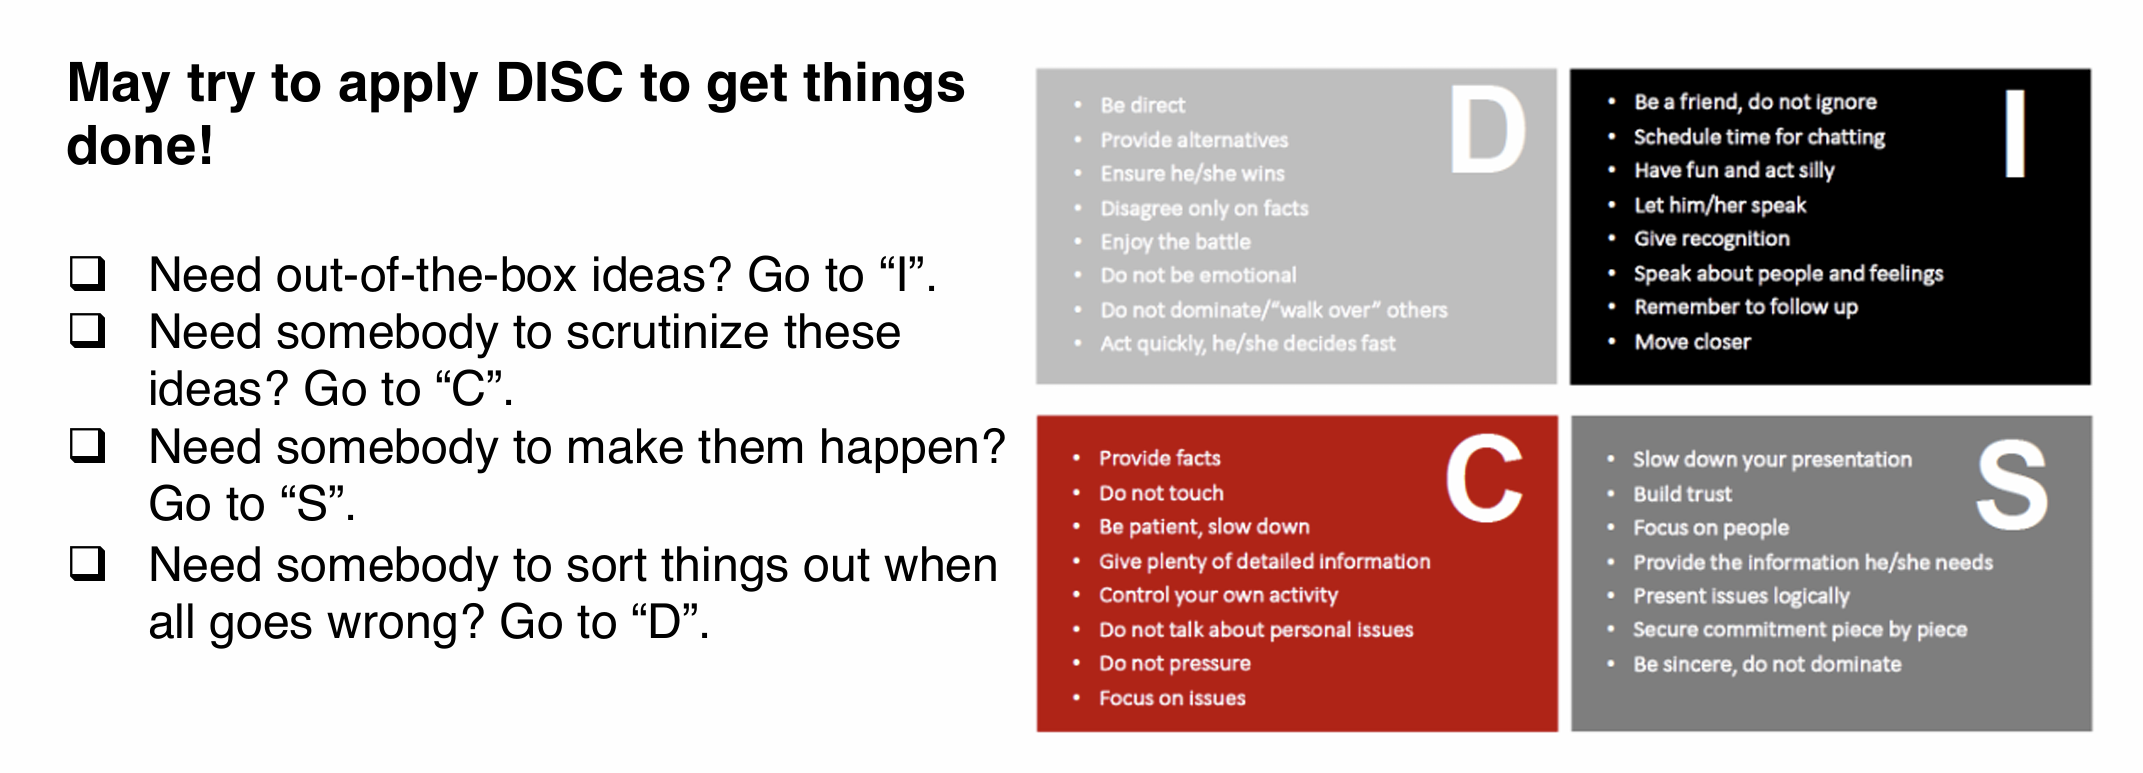 May try to apply DISC to get things
done!
❑ Need out-of-the-box ideas? Go to “I”.
❑ Need somebody to scrutinize these
ideas? Go to “C”.
❑ Need somebody to make them happen?
Go to “S”.
❑ Need somebody to sort things out when
all goes wrong? Go to “D”.
D
• Be direct
• Provide alternatives
• Ensure he/she wins
• Disagree only on facts
• Enjoy the battle
• Do not be emotional
• Do not dominate/“walk over” others
• Act quickly, he/she decides fast
I
• Be a friend, do not ignore
• Schedule time for chatting
• Have fun and act silly
• Let him/her speak
• Give recognition
• Speak about people and feelings
• Remember to follow up
• Move closer
C
• Provide facts
• Do not touch
• Be patient, slow down
• Give plenty of detailed information
• Control your own activity
• Do not talk about personal issues
• Do not pressure
• Focus on issues
S
• Slow down your presentation
• Build trust
• Focus on people
• Provide the information he/she needs
• Present issues logically
• Secure commitment piece by piece
• Be sincere, do not dominate